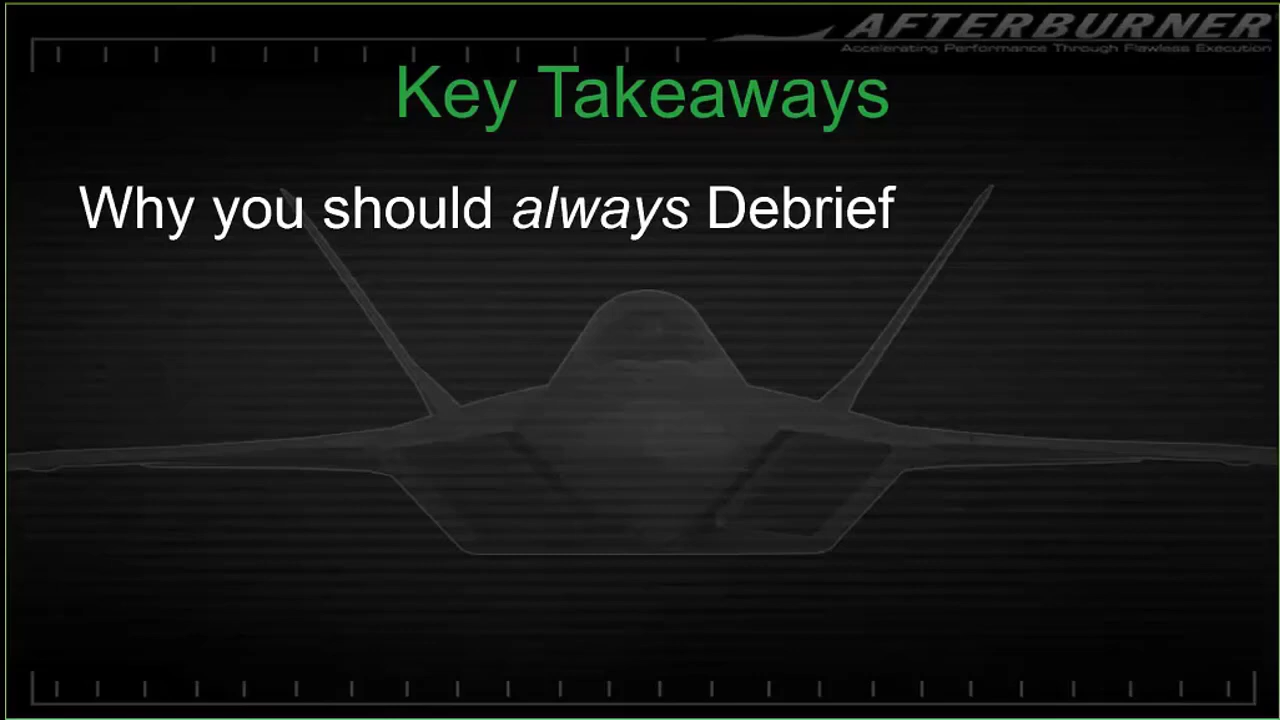 AFTERBURNER
Accelerating Performance Through Flawless Execution
Key Takeaways
Why you should always Debrief